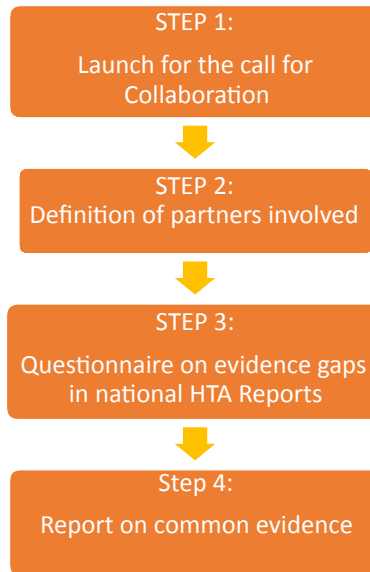 STEP 1:
Launch for the call for
Collaboration
STEP 2:
Definition of partners involved
STEP 3:
Questionnaire on evidence gaps
in national HTA Reports
Step 4:
Report on common evidence